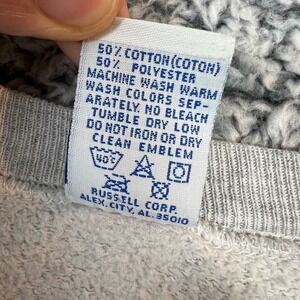 50% COTTON (COTON)
50% POLYESTER
MACHINE WASH WARM
WASH COLORS SEP-
ARATELY. NO BLEACH
TUMBLE DRY LOW
DO NOT IRON OR DRY
CLEAN EMBLEM
40°C
RUSSELL CORP.
ALEX. CITY, AL. 35010